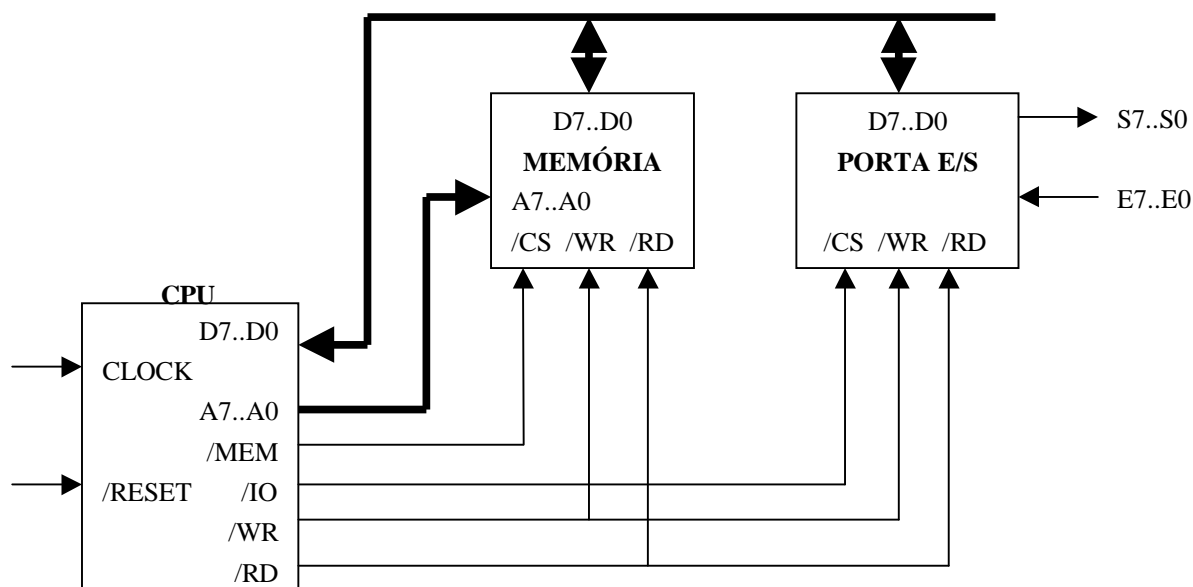 D7..D0
MEMÓRIA
A7..A0
/CS /WR /RD
D7..D0
PORTA E/S
/CS /WR /RD
S7..S0
E7..E0
CPU
D7..D0
CLOCK
A7..A0
/MEM
/RESET /IO
/WR
/RD